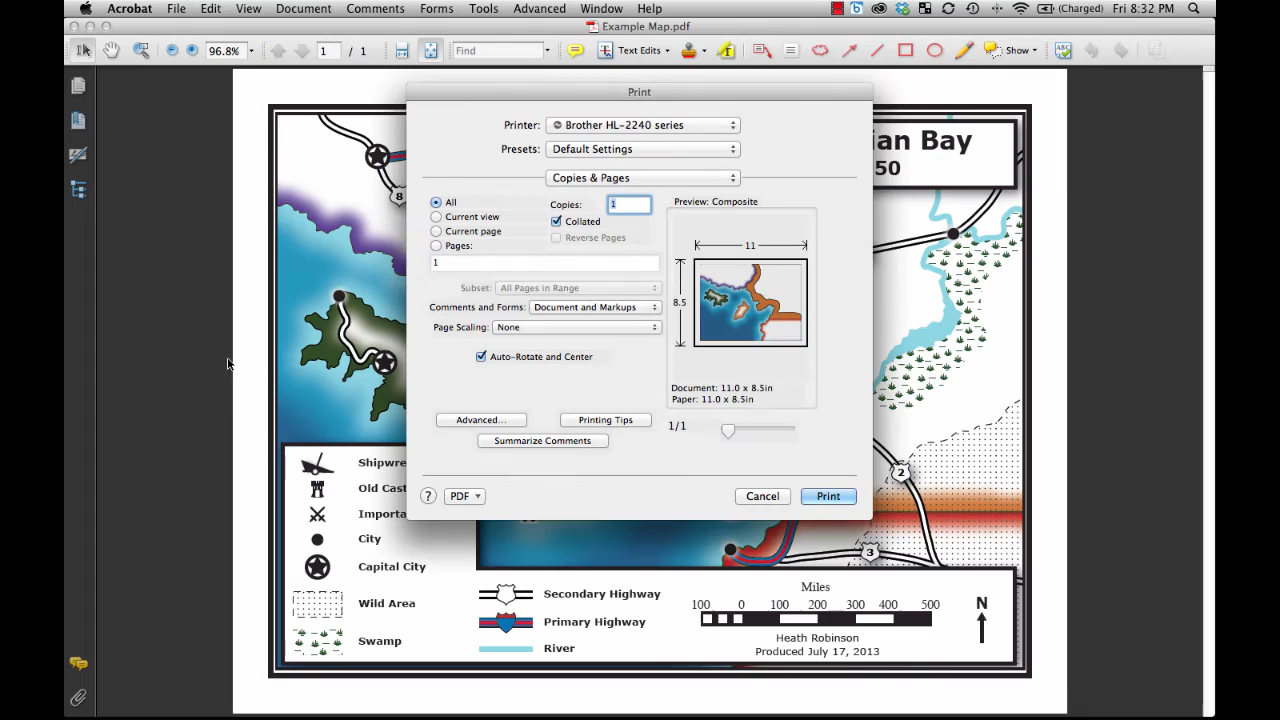 Acrobat File Edit View Document Comments Forms Tools Advanced Window Help (Charged) Fri 8:32 PM
Example Map.pdf
96.8% 1 / 1 Find Text Edits Show
Print
Printer: Brother HL-2240 series
Presets: Default Settings
Copies & Pages
All
Current view
Current page
Pages:
1
Copies: 1
Collated
Reverse Pages
Subset: All Pages in Range
Comments and Forms: Document and Markups
Page Scaling: None
Auto-Rotate and Center
Advanced... Printing Tips
Summarize Comments
Preview: Composite
11
8.5
Document: 11.0 x 8.5in
Paper: 11.0 x 8.5in
1/1
? PDF Cancel Print
ian Bay
50
8
2
3
Shipwre
Old Cast
Importa
City
Capital City
Wild Area
Swamp
Secondary Highway
Primary Highway
River
Miles
100 0 100 200 300 400 500
Heath Robinson
Produced July 17, 2013
N